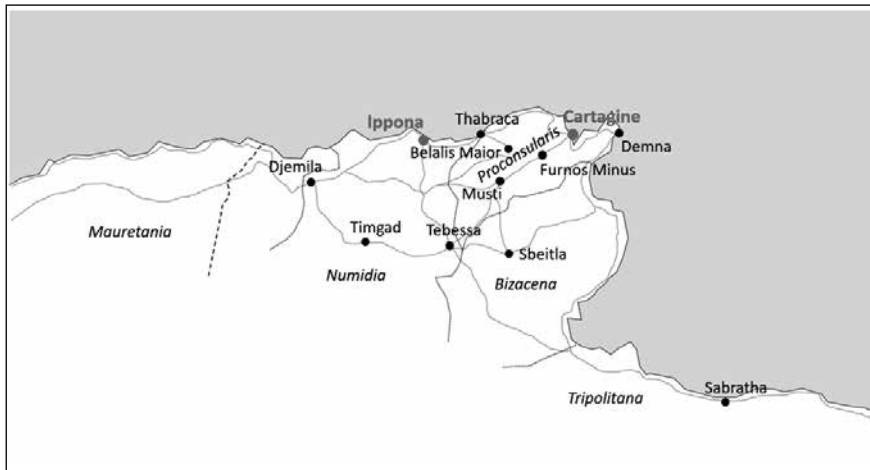 Ippona
Thabraca
Cartagine
Demna
Belalis Maior
Proconsularis
Furnos Minus
Djemila
Musti
Mauretania
Timgad
Tebessa
Sbeitla
Numidia
Bizacena
Tripolitana
Sabratha